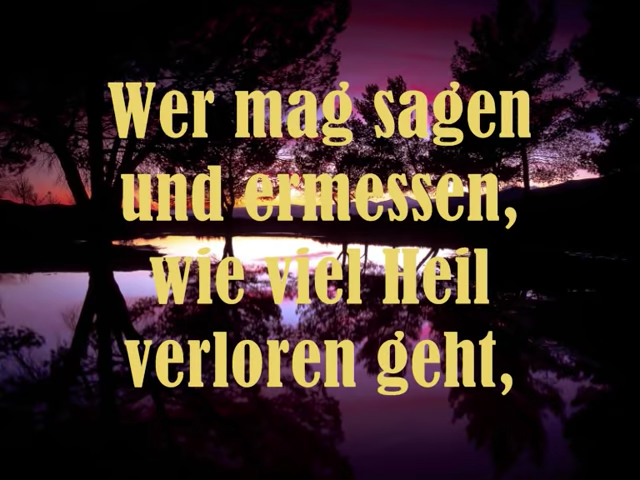 Wer mag sagen
und ermessen,
wie viel Heil
verloren geht,